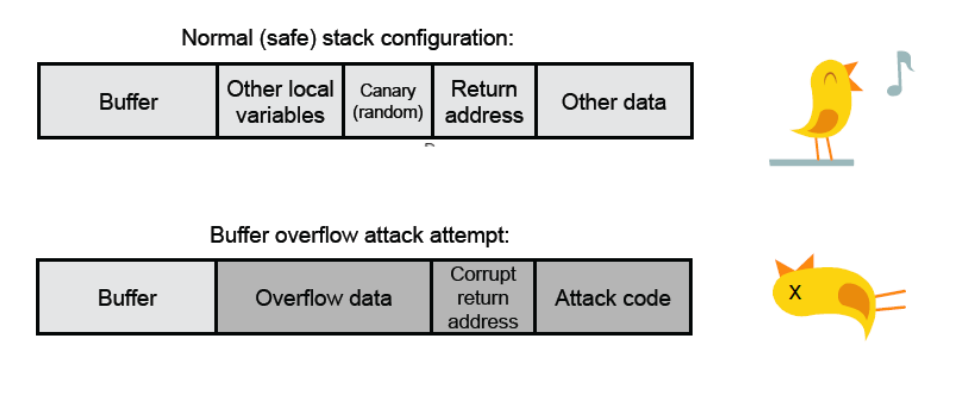 Normal (safe) stack configuration:
Buffer
Other local
variables
Canary
(random)
Return
address
Other data
Buffer overflow attack attempt:
Buffer
Overflow data
Corrupt
return
address
Attack code
X